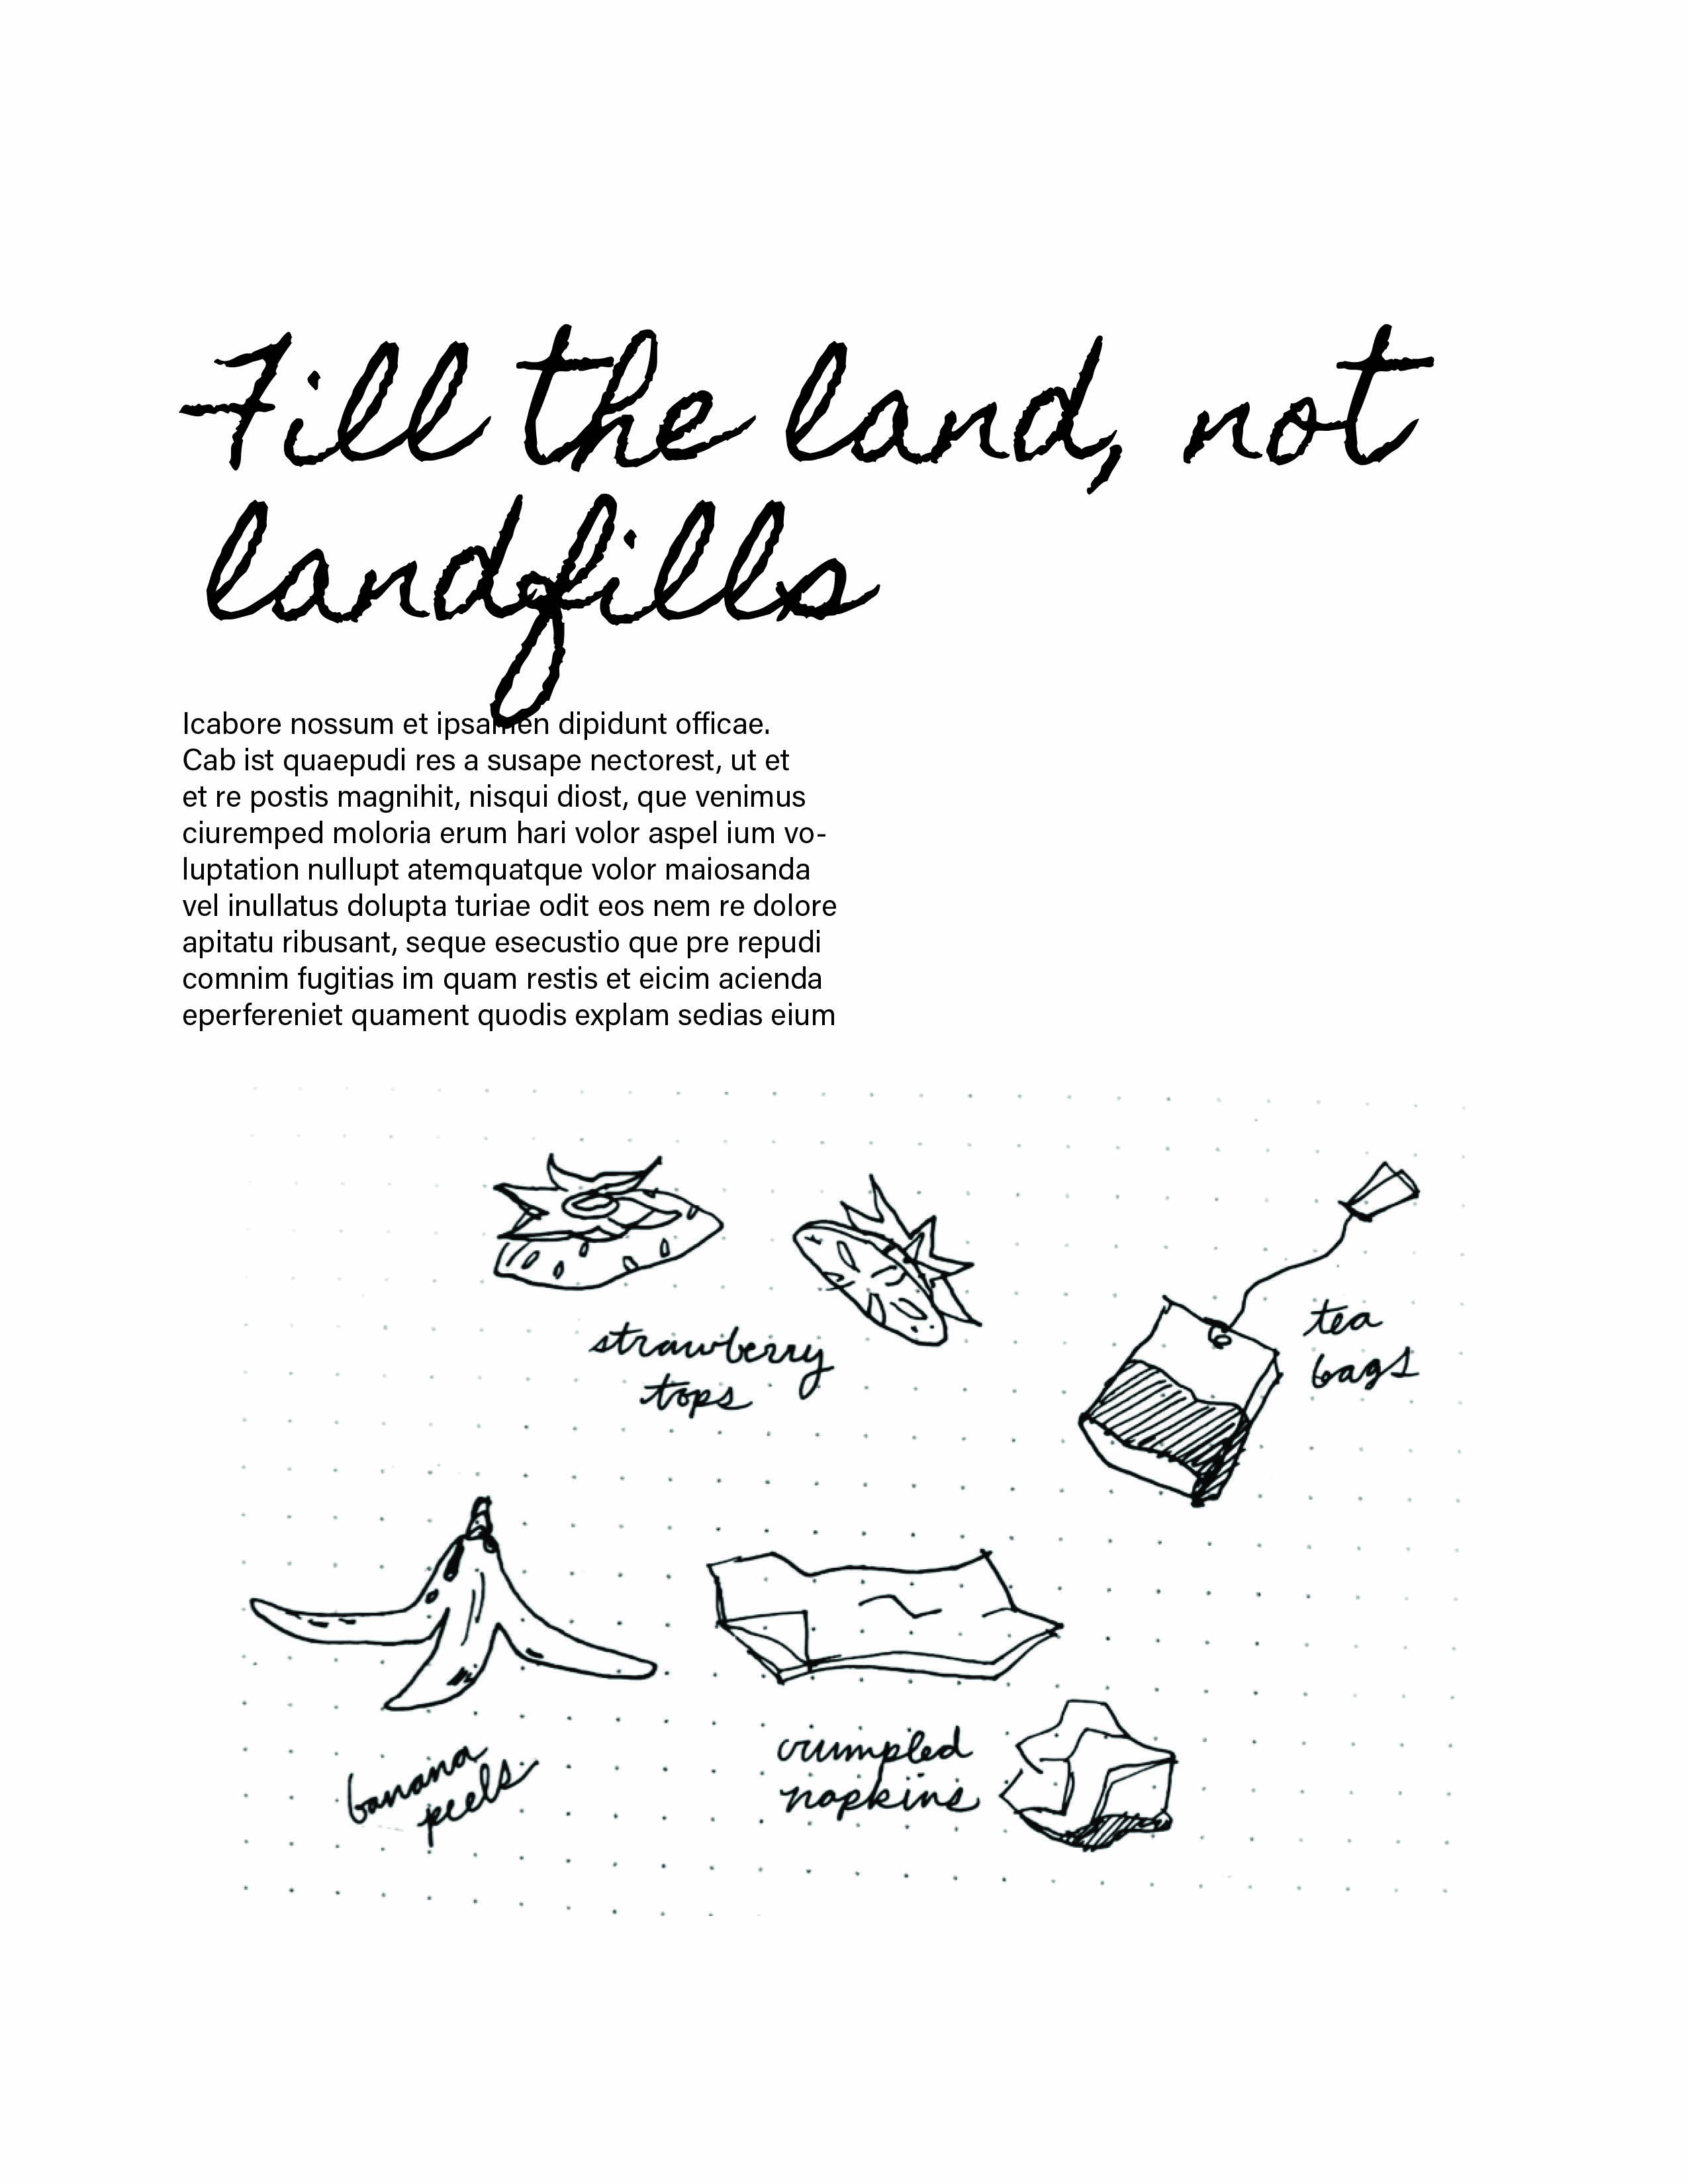 Fill the land, not
landfills
Icabore nossum et ipsamen dipidunt officae.
Cab ist quaepudi res a susape nectorest, ut et
et re postis magnihit, nisqui diost, que venimus
ciuremped moloria erum hari volor aspel ium vo-
luptation nullupt atemquatque volor maiosanda
vel inullatus dolupta turiae odit eos nem re dolore
apitatu ribusant, seque esecustio que pre repudi
comnim fugitias im quam restis et eicim acienda
eperfereniet quament quodis explam sedias eium
strawberry
tops
tea
bags
banana
peels
crumpled
napkins